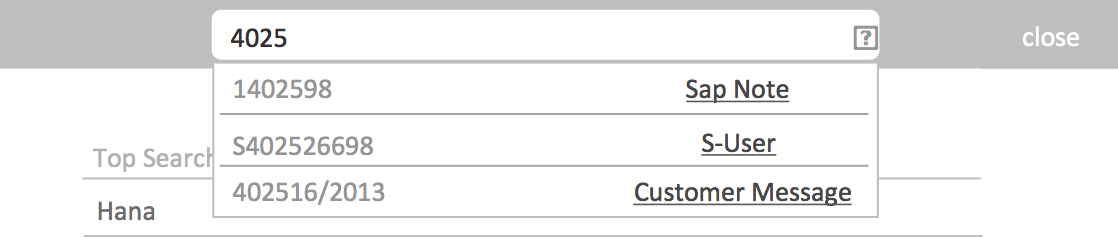 4025 ? close
1402598 Sap Note
S402526698 S-User
Top Search
402516/2013 Customer Message
Hana